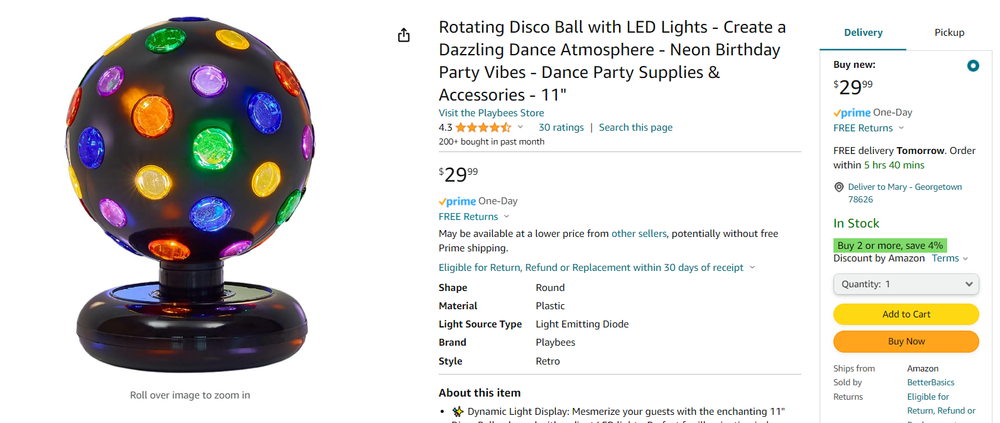 Rotating Disco Ball with LED Lights - Create a
Dazzling Dance Atmosphere - Neon Birthday
Party Vibes - Dance Party Supplies &
Accessories - 11"
Visit the Playbees Store
4.3
30 ratings | Search this page
200+ bought in past month
$29.99
prime One-Day
FREE Returns
May be available at a lower price from other sellers, potentially without free
Prime shipping.
Eligible for Return, Refund or Replacement within 30 days of receipt
Shape Round
Material Plastic
Light Source Type Light Emitting Diode
Brand Playbees
Style Retro
About this item
• ✨ Dynamic Light Display: Mesmerize your guests with the enchanting 11"
Roll over image to zoom in
Delivery Pickup
Buy new:
$29.99
prime One-Day
FREE Returns
FREE delivery Tomorrow. Order
within 5 hrs 40 mins
Deliver to Mary - Georgetown
78626
In Stock
Buy 2 or more, save 4%
Discount by Amazon Terms
Quantity: 1
Add to Cart
Buy Now
Ships from Amazon
Sold by BetterBasics
Returns Eligible for
Return, Refund or